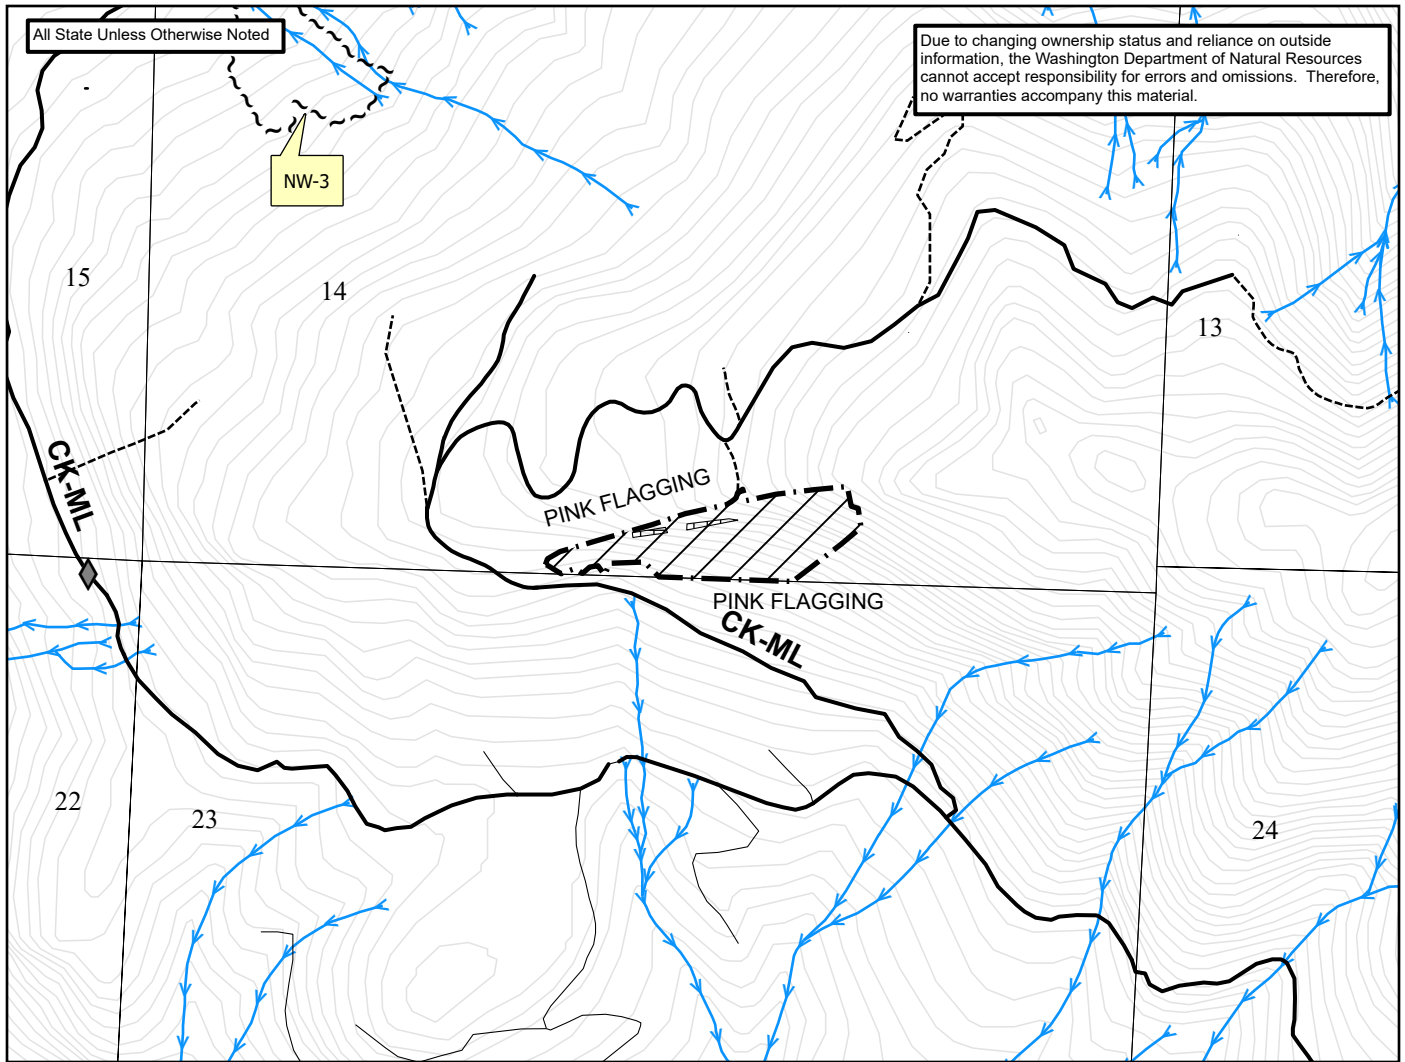 All State Unless Otherwise Noted
Due to changing ownership status and reliance on outside
information, the Washington Department of Natural Resources
cannot accept responsibility for errors and omissions.  Therefore,
no warranties accompany this material.
NW-3
15
14
13
CK-ML
PINK FLAGGING
PINK FLAGGING
CK-ML
22
23
24